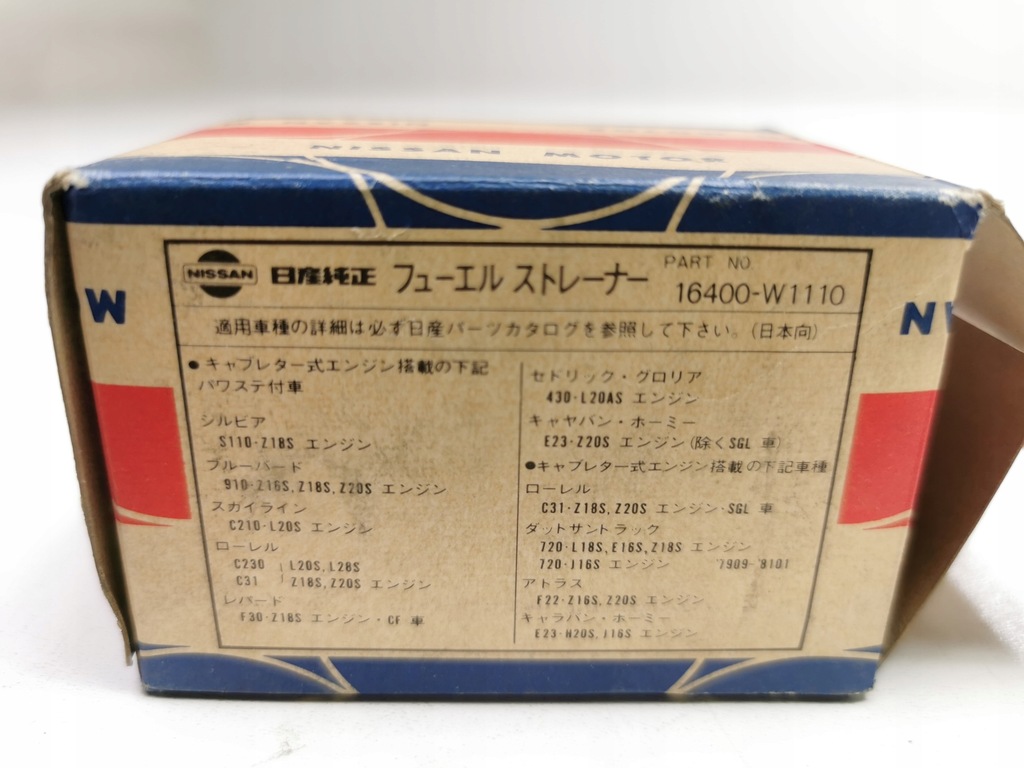 NISSAN MOTOR
W
NISSAN 日産純正 フューエル ストレーナー PART NO. 16400-W1110
適用車種の詳細は必ず日産パーツカタログを参照して下さい。(日本向)
●キャブレター式エンジン搭載の下記
パワステ付車
シルビア
S110-Z18S エンジン
ブルーバード
910-Z16S, Z18S, Z20S エンジン
スカイライン
C210-L20S エンジン
ローレル
C230 L20S, L28S
C31 Z18S, Z20S エンジン
レパード
F30-Z18S エンジン・CF 車
セドリック・グロリア
430-L20AS エンジン
キャヤバン・ホーミー
E23-Z20S エンジン(除くSGL 車)
●キャブレター式エンジン搭載の下記車種
ローレル
C31-Z18S, Z20S エンジン・SGL 車
ダットサントラック
720-L18S, E16S, Z18S エンジン
720-J16S エンジン '7909-'8101
アトラス
F22-Z16S, Z20S エンジン
キャラバン・ホーミー
E23-H20S, J16S エンジン
N